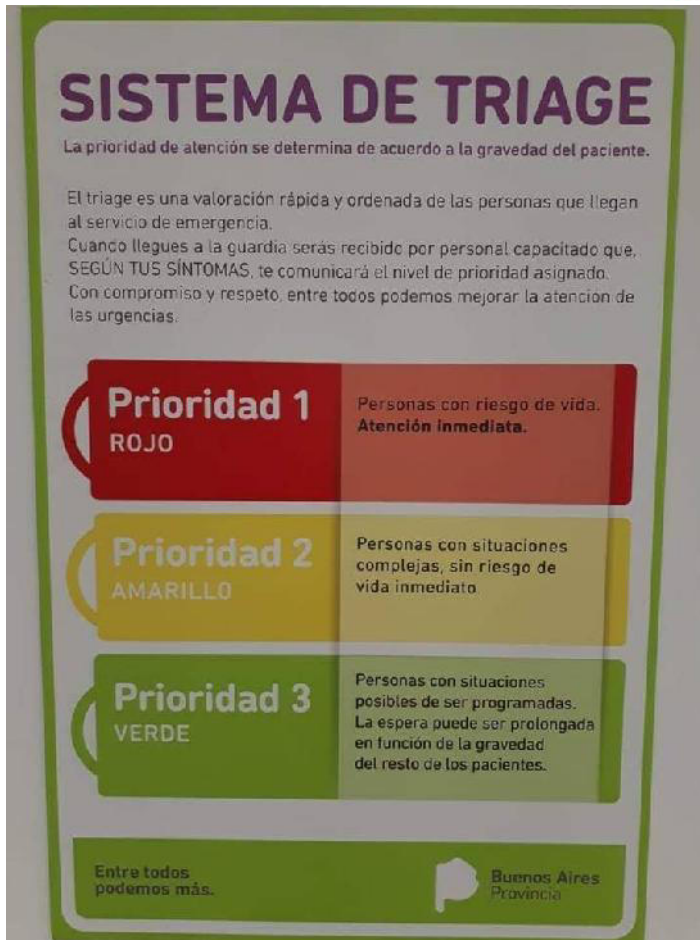 SISTEMA DE TRIAGE
La prioridad de atención se determina de acuerdo a la gravedad del paciente.
El triage es una valoración rápida y ordenada de las personas que llegan
al servicio de emergencia.
Cuando llegues a la guardia serás recibido por personal capacitado que,
SEGÚN TUS SÍNTOMAS, te comunicará el nivel de prioridad asignado.
Con compromiso y respeto, entre todos podemos mejorar la atención de
las urgencias.
Prioridad 1
ROJO
Personas con riesgo de vida.
Atención inmediata.
Prioridad 2
AMARILLO
Personas con situaciones
complejas, sin riesgo de
vida inmediato
Prioridad 3
VERDE
Personas con situaciones
posibles de ser programadas.
La espera puede ser prolongada
en función de la gravedad
del resto de los pacientes.
Entre todos
podemos más.
Buenos Aires
Provincia